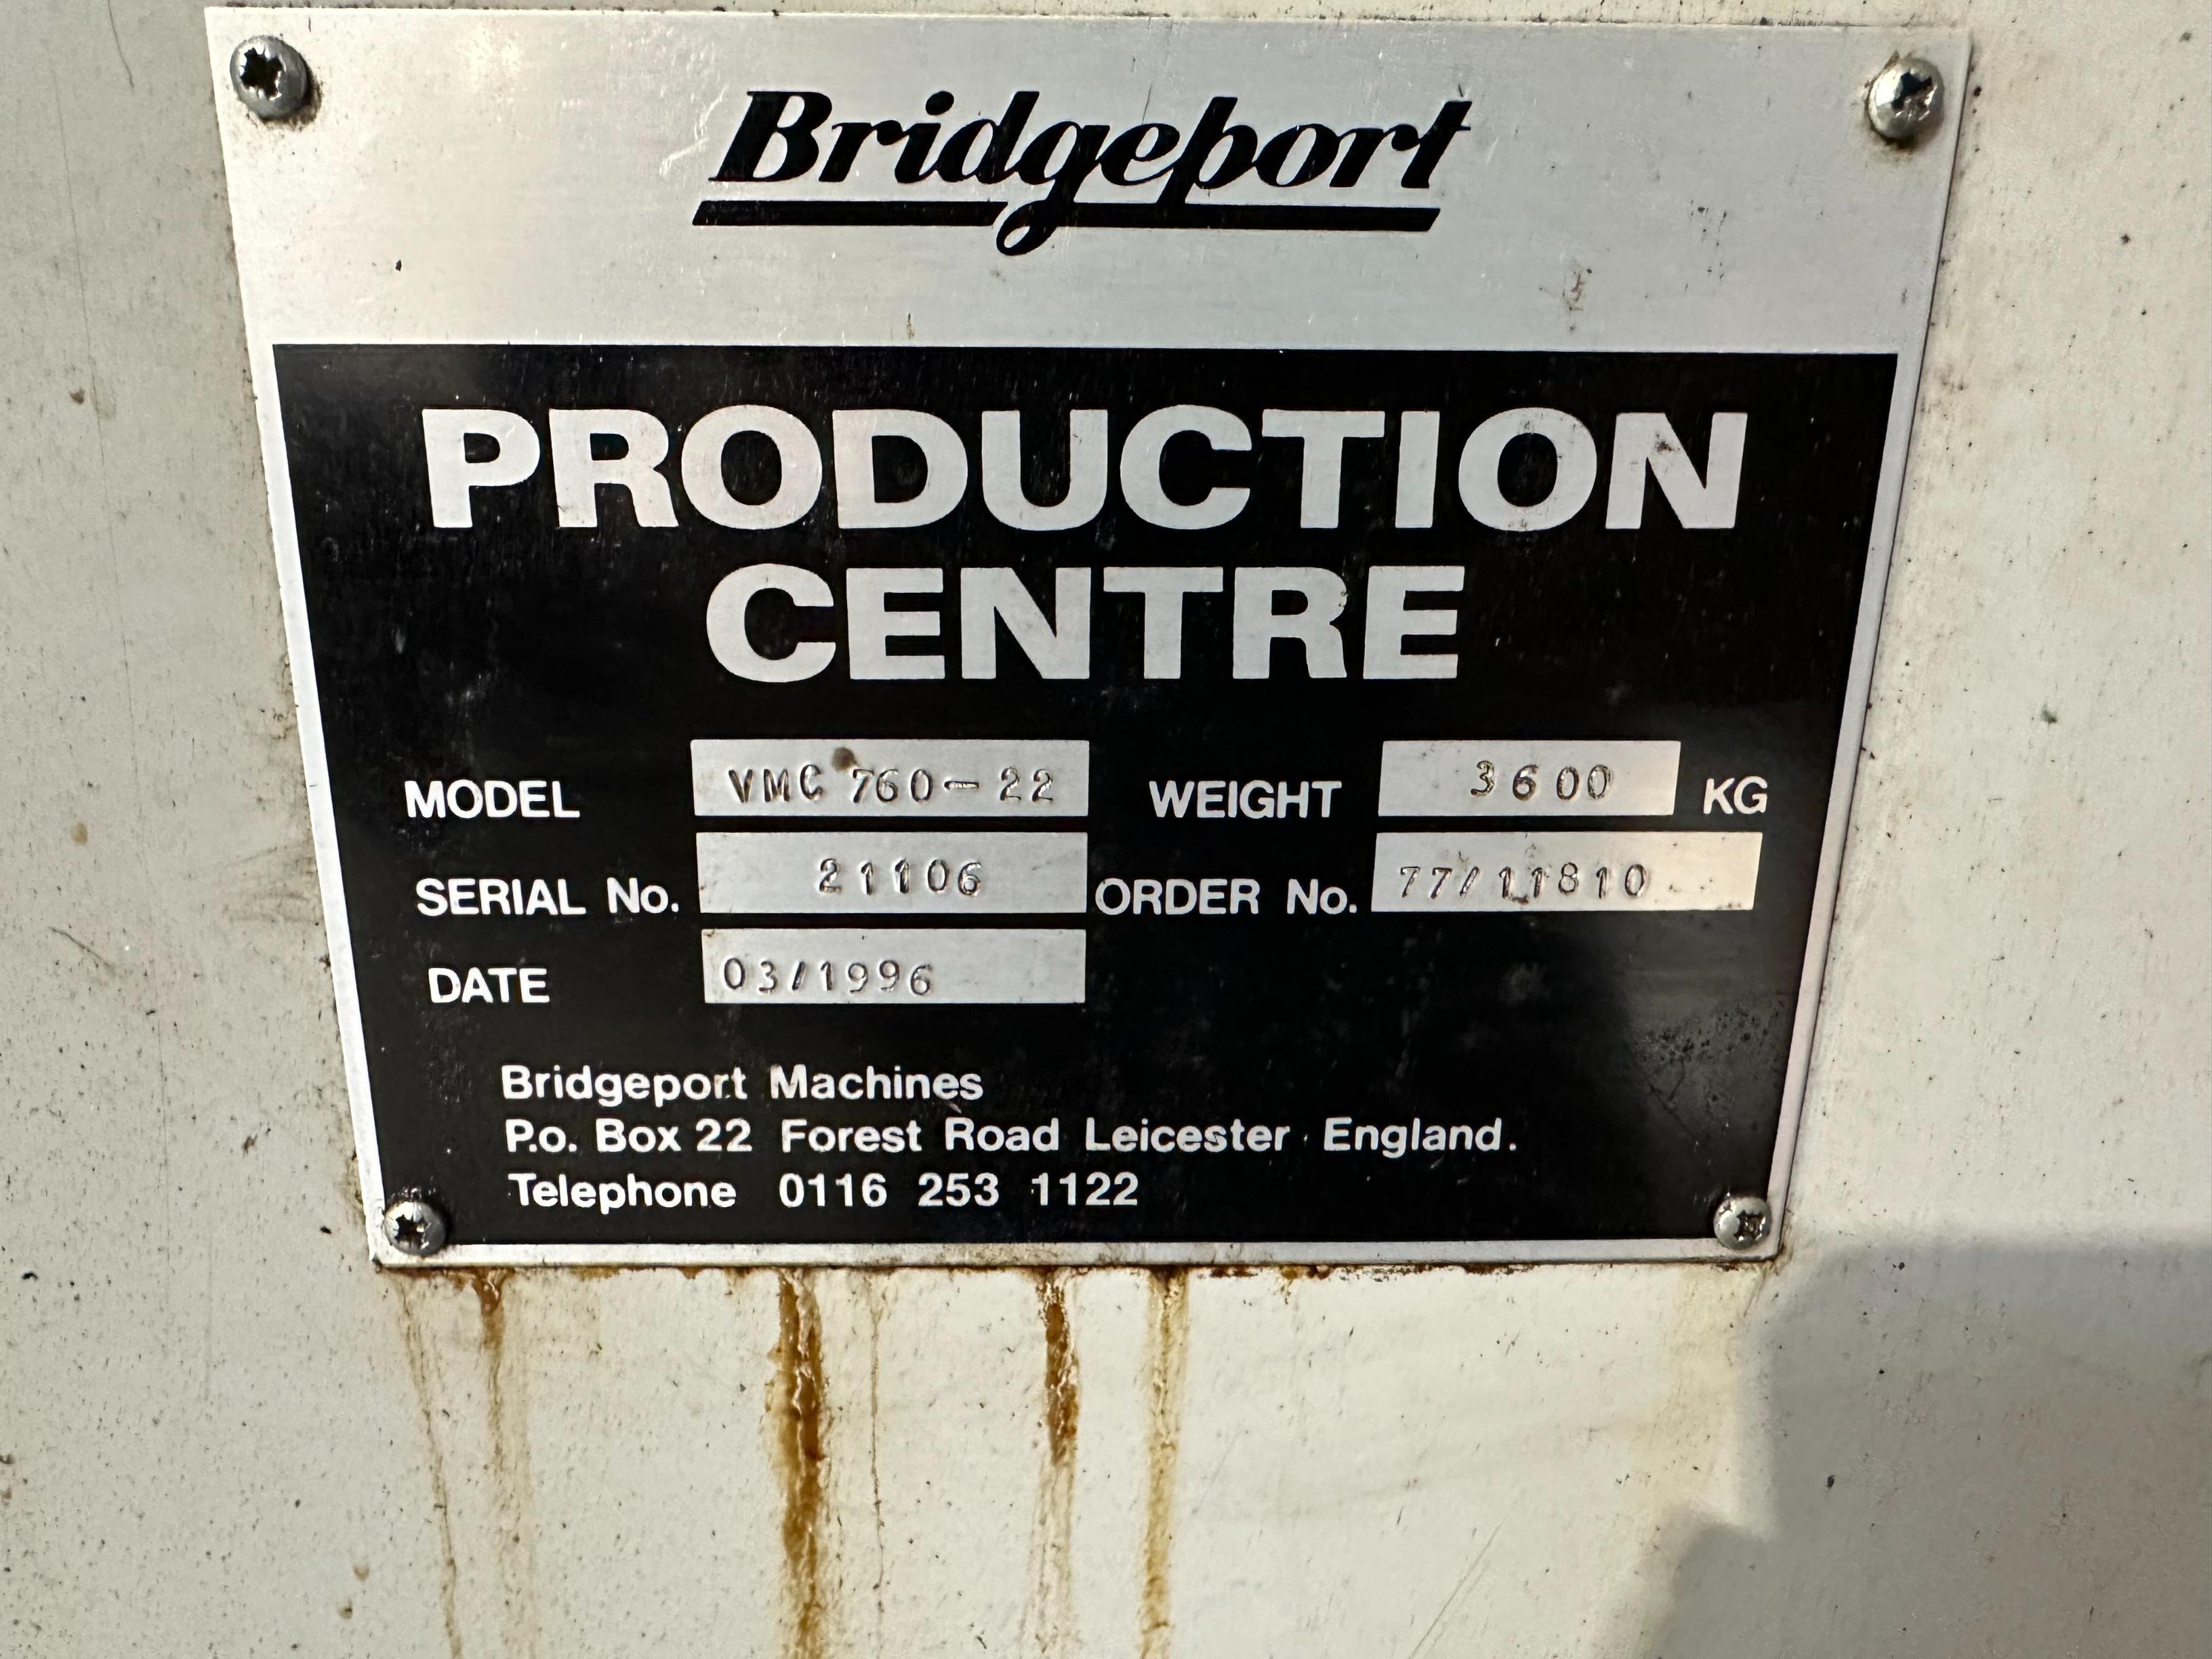 Bridgeport
PRODUCTION
CENTRE
MODEL VMC 760-22 WEIGHT 3600 KG
SERIAL No. 21106 ORDER No. 77/11810
DATE 03/1996
Bridgeport Machines
P.o. Box 22 Forest Road Leicester England.
Telephone 0116 253 1122